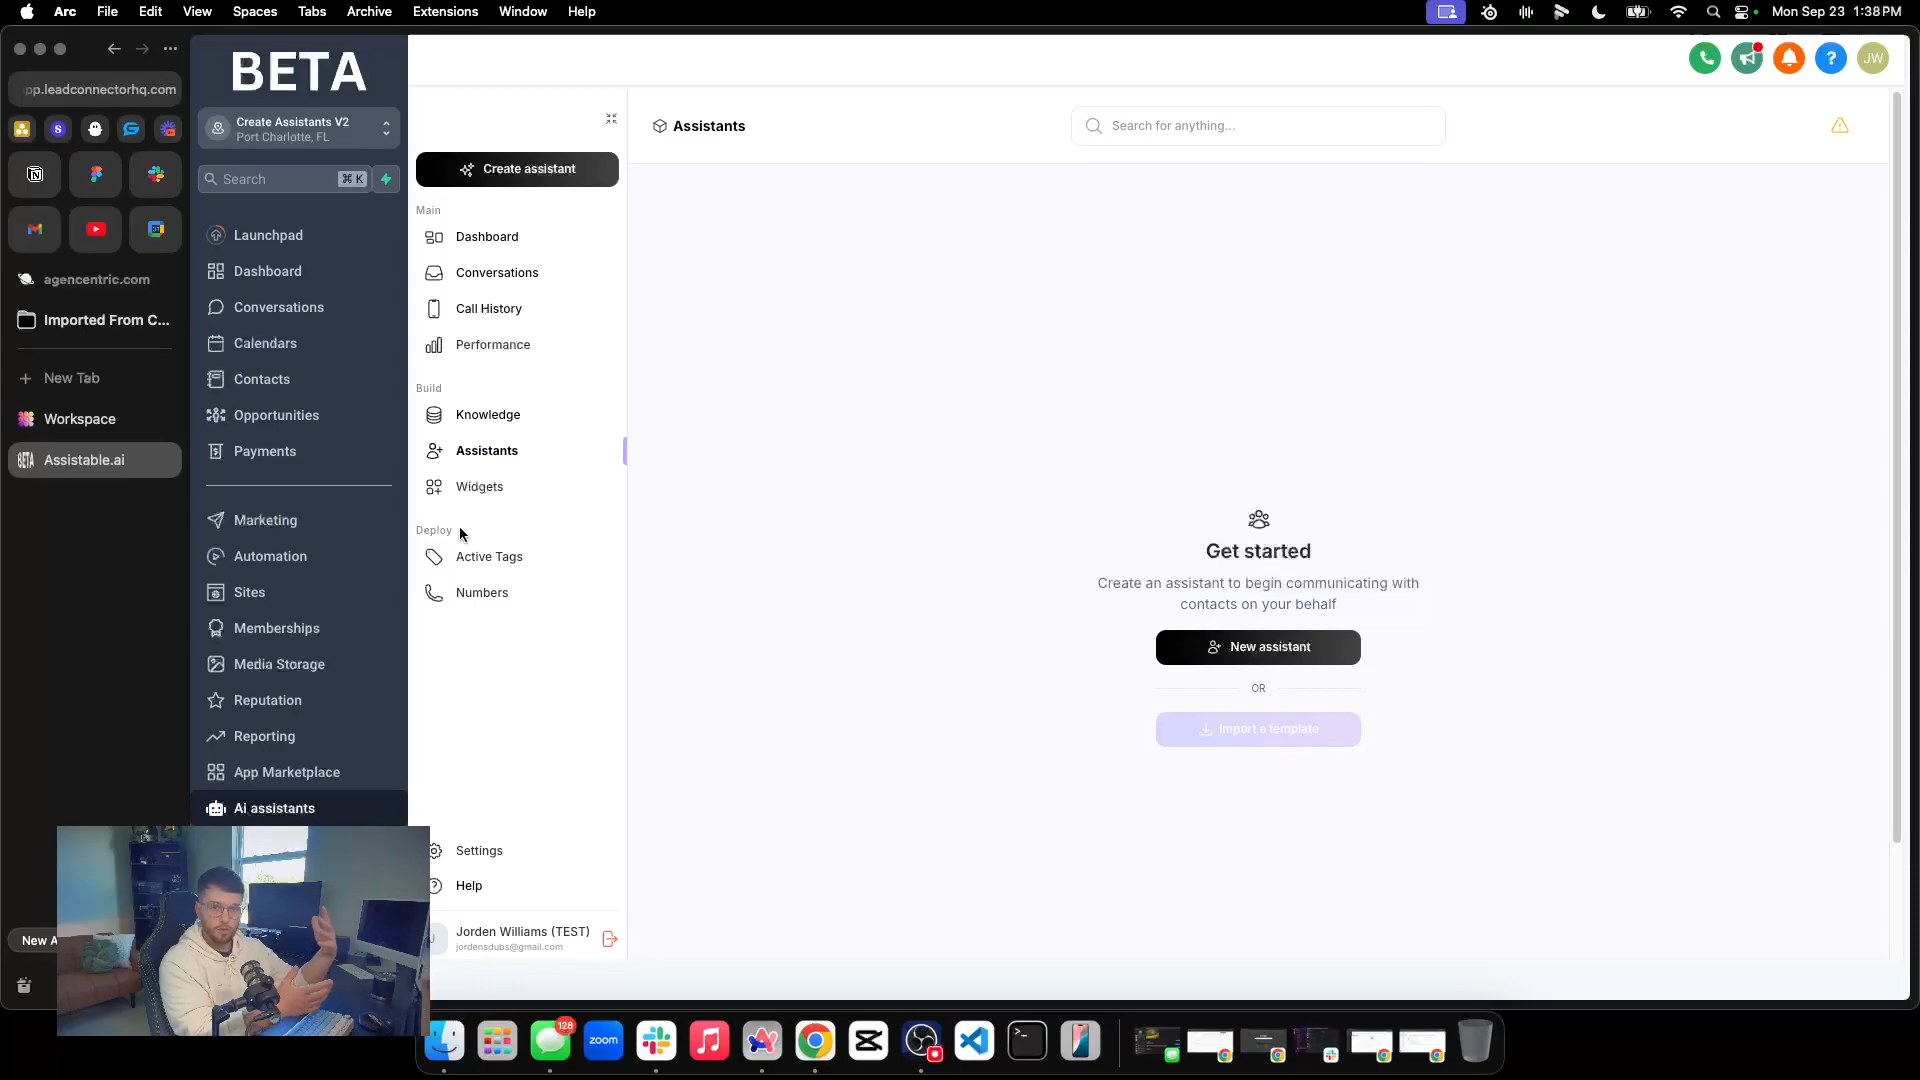 Arc File Edit View Spaces Tabs Archive Extensions Window Help
Mon Sep 23 1:38 PM
pp.leadconnectorhq.com
agencentric.com
Imported From C...
New Tab
Workspace
BETA Assistable.ai
BETA
Create Assistants V2
Port Charlotte, FL
Search ⌘ K
Launchpad
Dashboard
Conversations
Calendars
Contacts
Opportunities
Payments
Marketing
Automation
Sites
Memberships
Media Storage
Reputation
Reporting
App Marketplace
Ai assistants
Create assistant
Main
Dashboard
Conversations
Call History
Performance
Build
Knowledge
Assistants
Widgets
Deploy
Active Tags
Numbers
Settings
Help
Jorden Williams (TEST)
jordensdubs@gmail.com
Assistants
Search for anything...
JW
Get started
Create an assistant to begin communicating with
contacts on your behalf
New assistant
OR
Import a template
New A
128
zoom